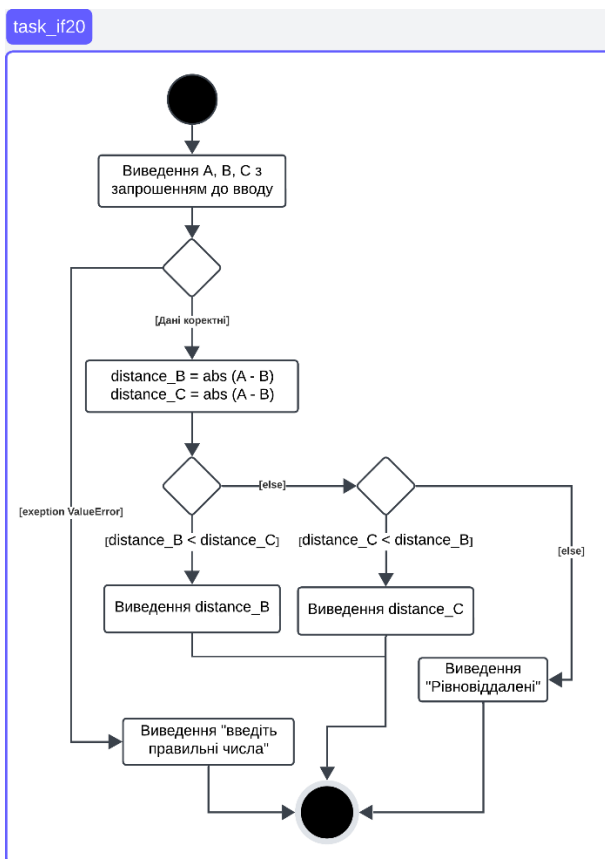 task_if20
Виведення A, B, C з
запрошенням до вводу
[Дані коректні]
distance_B = abs (A - B)
distance_C = abs (A - B)
[else]
[exeption ValueError]
[distance_B < distance_C]
[distance_C < distance_B]
[else]
Виведення distance_B
Виведення distance_C
Виведення
"Рівновіддалені"
Виведення "введіть
правильні числа"